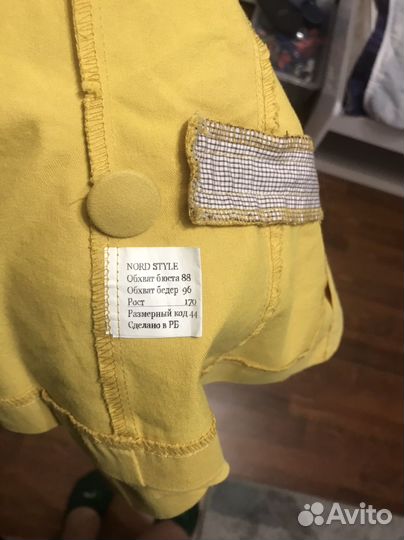 NORD STYLE
Обхват бюста 88
Обхват бедер 96
Рост 170
Размерный код 44
Сделано в РБ
Avito